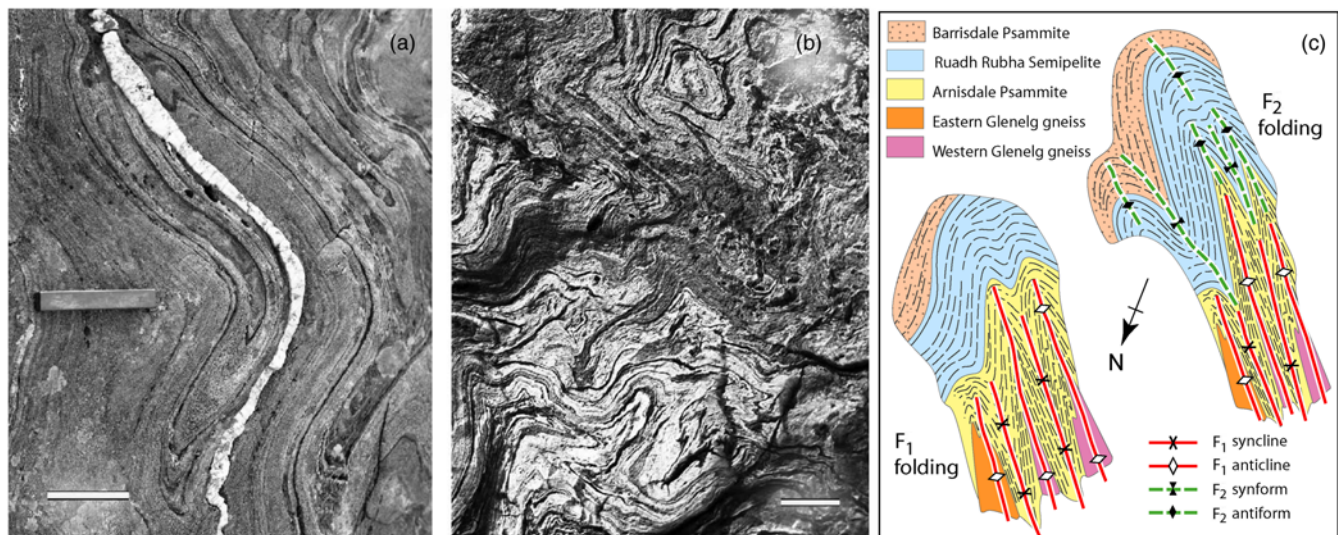 (a)
(b)
(c)
Barrisdale Psammite
Ruadh Rubha Semipelite
Arnisdale Psammite
Eastern Glenelg gneiss
Western Glenelg gneiss
F₂
folding
N
F₁
folding
F₁ syncline
F₁ anticline
F₂ synform
F₂ antiform